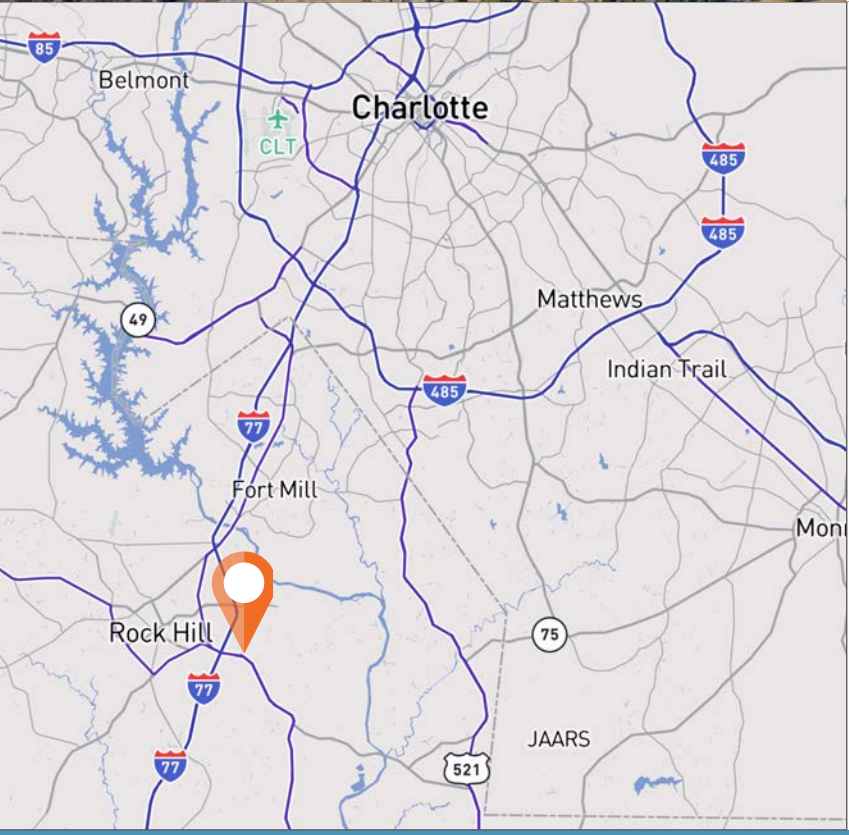 85
Belmont
Charlotte
CLT
485
485
Matthews
49
Indian Trail
485
77
Fort Mill
Mon
Rock Hill
75
77
JAARS
77
521